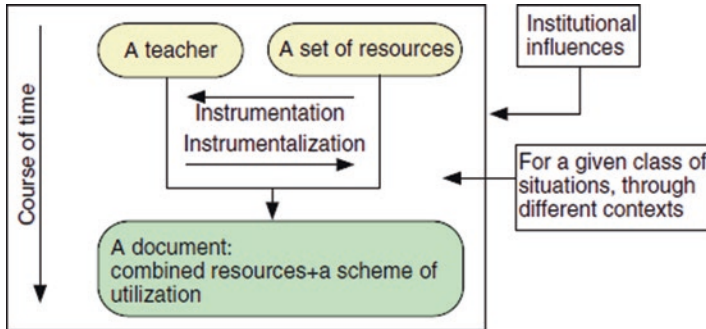 A teacher
A set of resources
Institutional
influences
Instrumentation
Instrumentalization
Course of time
For a given class of
situations, through
different contexts
A document:
combined resources+a scheme of
utilization